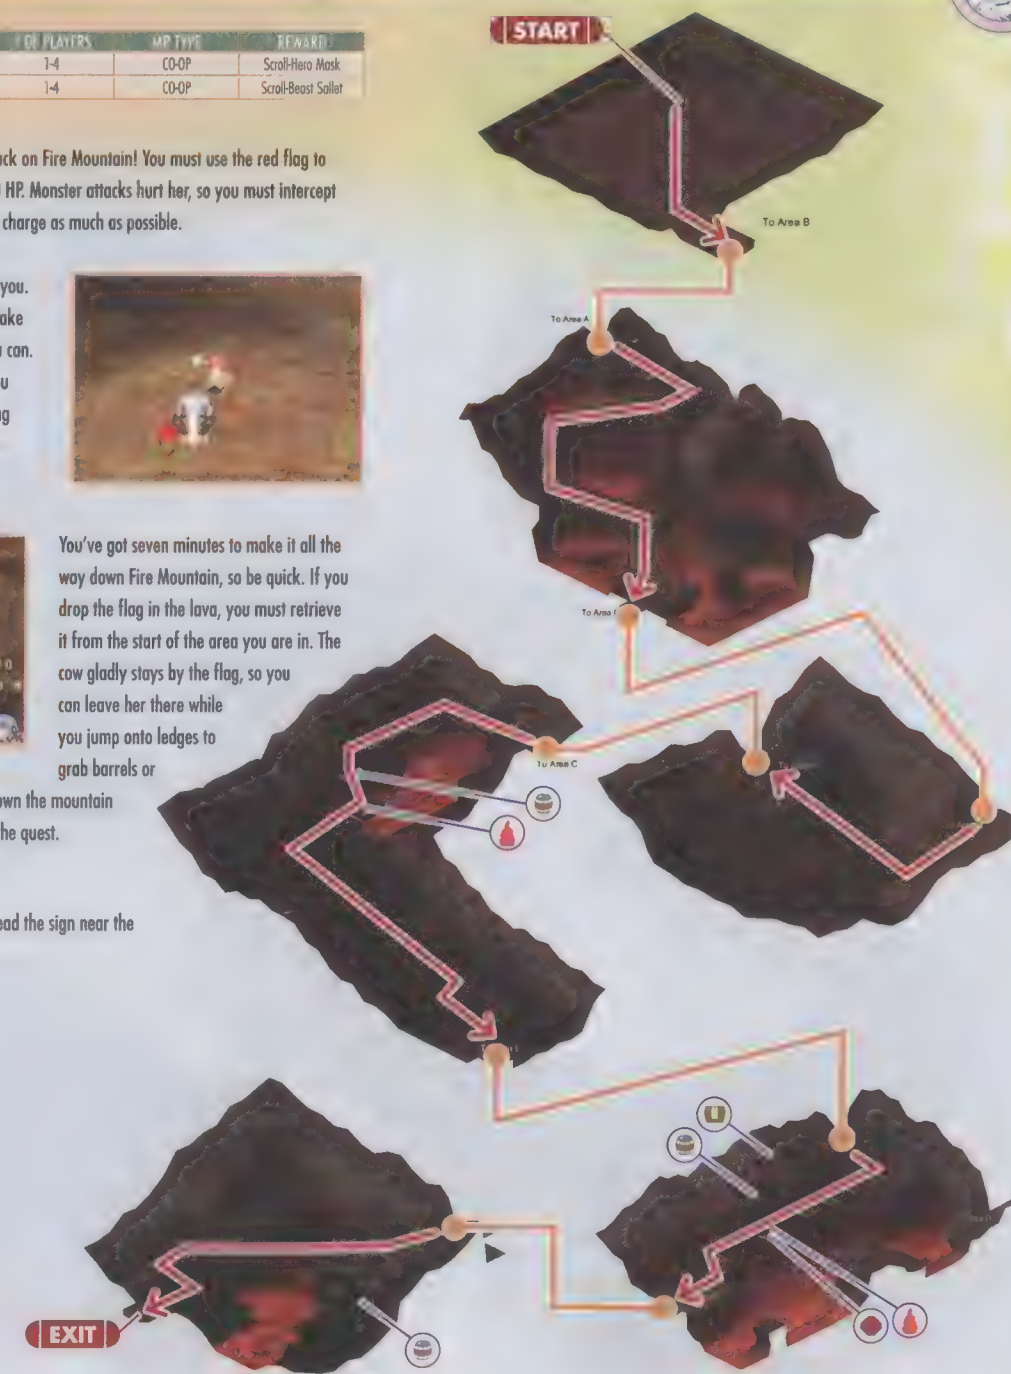 # OF PLAYERS MP TYPE REWARD
1-4 CO-OP Scroll-Hero Mask
1-4 CO-OP Scroll-Beast Sallet
START
uck on Fire Mountain! You must use the red flag to
HP. Monster attacks hurt her, so you must intercept
charge as much as possible.
To Area B
you.
ake
u can.
To Area A
You've got seven minutes to make it all the
way down Fire Mountain, so be quick. If you
drop the flag in the lava, you must retrieve
it from the start of the area you are in. The
cow gladly stays by the flag, so you
can leave her there while
you jump onto ledges to
grab barrels or
own the mountain
he quest.
To Area
To Area C
ead the sign near the
EXIT